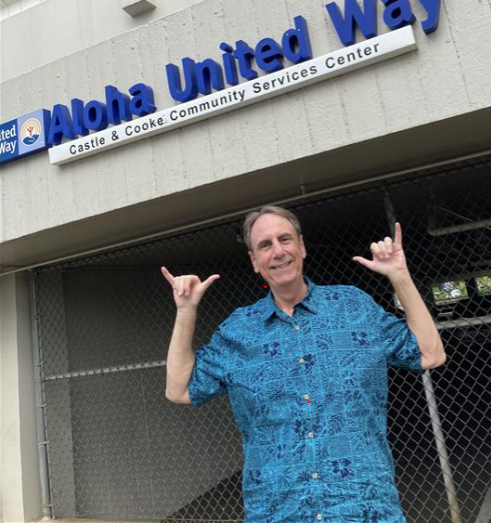 Aloha United Way
Castle & Cooke Community Services Center
ited
Way